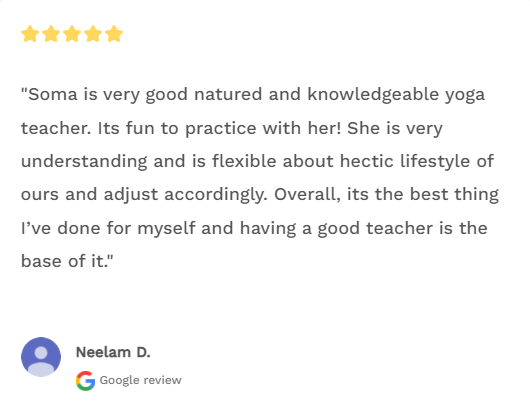 "Soma is very good natured and knowledgeable yoga
teacher. Its fun to practice with her! She is very
understanding and is flexible about hectic lifestyle of
ours and adjust accordingly. Overall, its the best thing
I’ve done for myself and having a good teacher is the
base of it."
Neelam D.
Google review